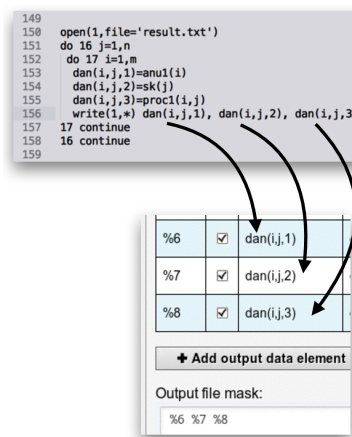 149
150 open(1,file='result.txt')
151 do 16 j=1,n
152 do 17 i=1,m
153 dan(i,j,1)=anu1(i)
154 dan(i,j,2)=sk(j)
155 dan(i,j,3)=proc1(i,j)
156 write(1,*) dan(i,j,1), dan(i,j,2), dan(i,j,3
157 17 continue
158 16 continue
159
%6 dan(i,j,1)
%7 dan(i,j,2)
%8 dan(i,j,3)
+ Add output data element
Output file mask:
%6 %7 %8